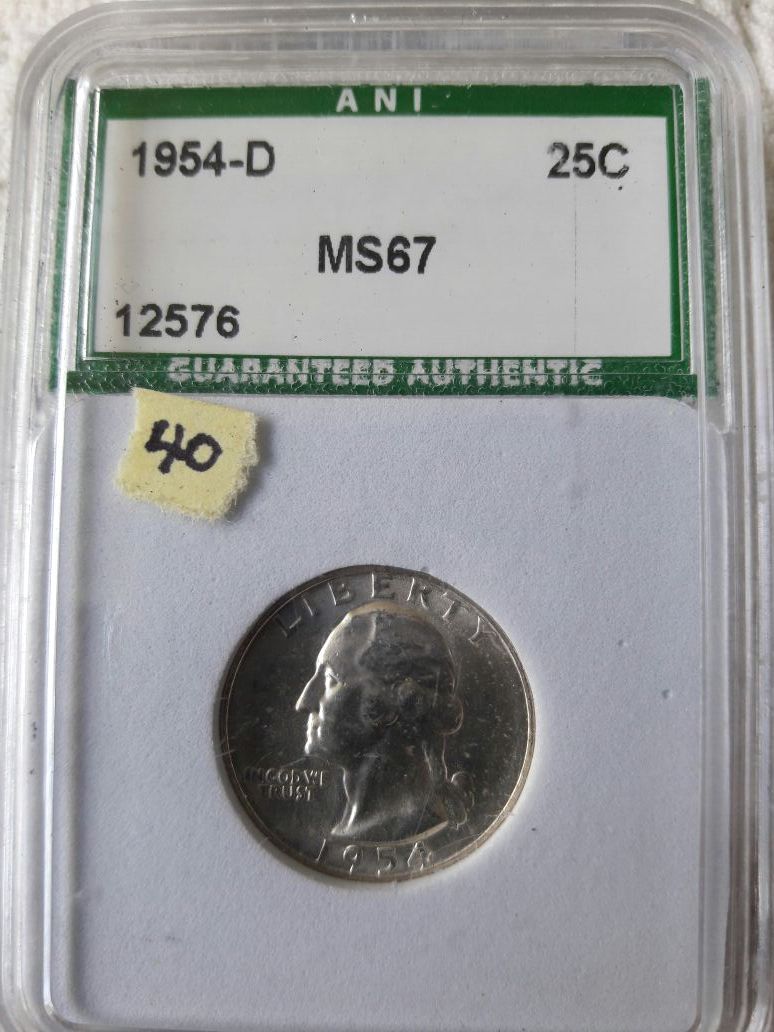 ANI
1954-D 25C
MS67
12576
GUARANTEED AUTHENTIC
40
LIBERTY
IN GOD WE
TRUST
1954